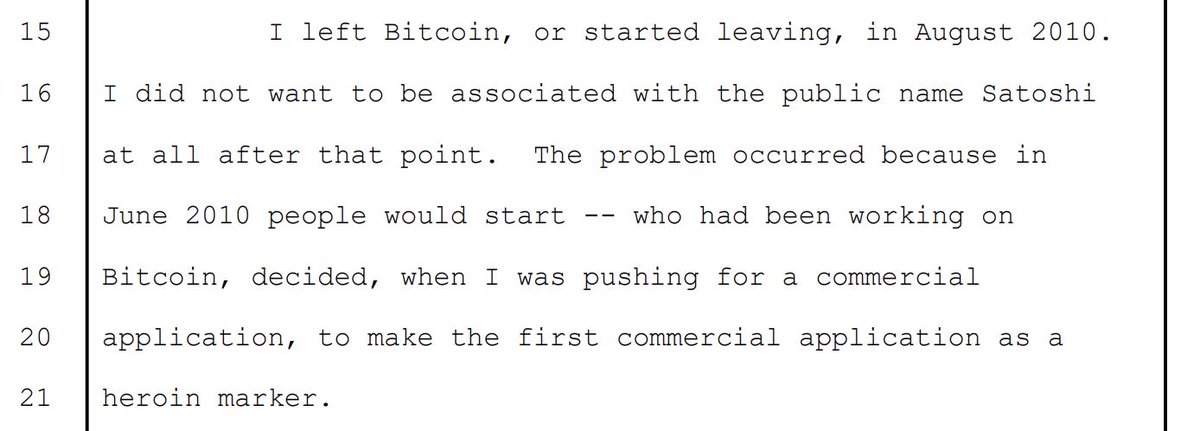 15 I left Bitcoin, or started leaving, in August 2010.
16 I did not want to be associated with the public name Satoshi
17 at all after that point. The problem occurred because in
18 June 2010 people would start -- who had been working on
19 Bitcoin, decided, when I was pushing for a commercial
20 application, to make the first commercial application as a
21 heroin marker.